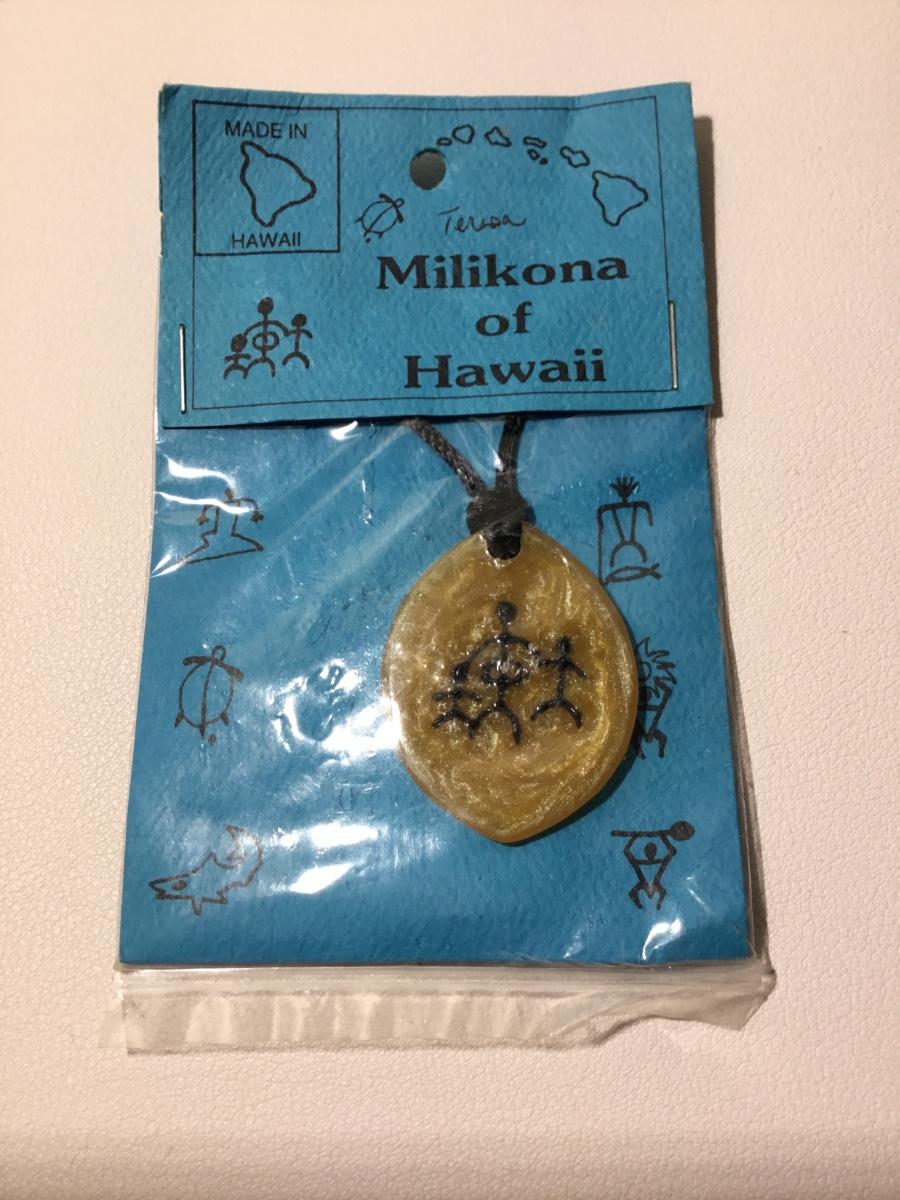 MADE IN
HAWAII
Teresa
Milikona
of
Hawaii